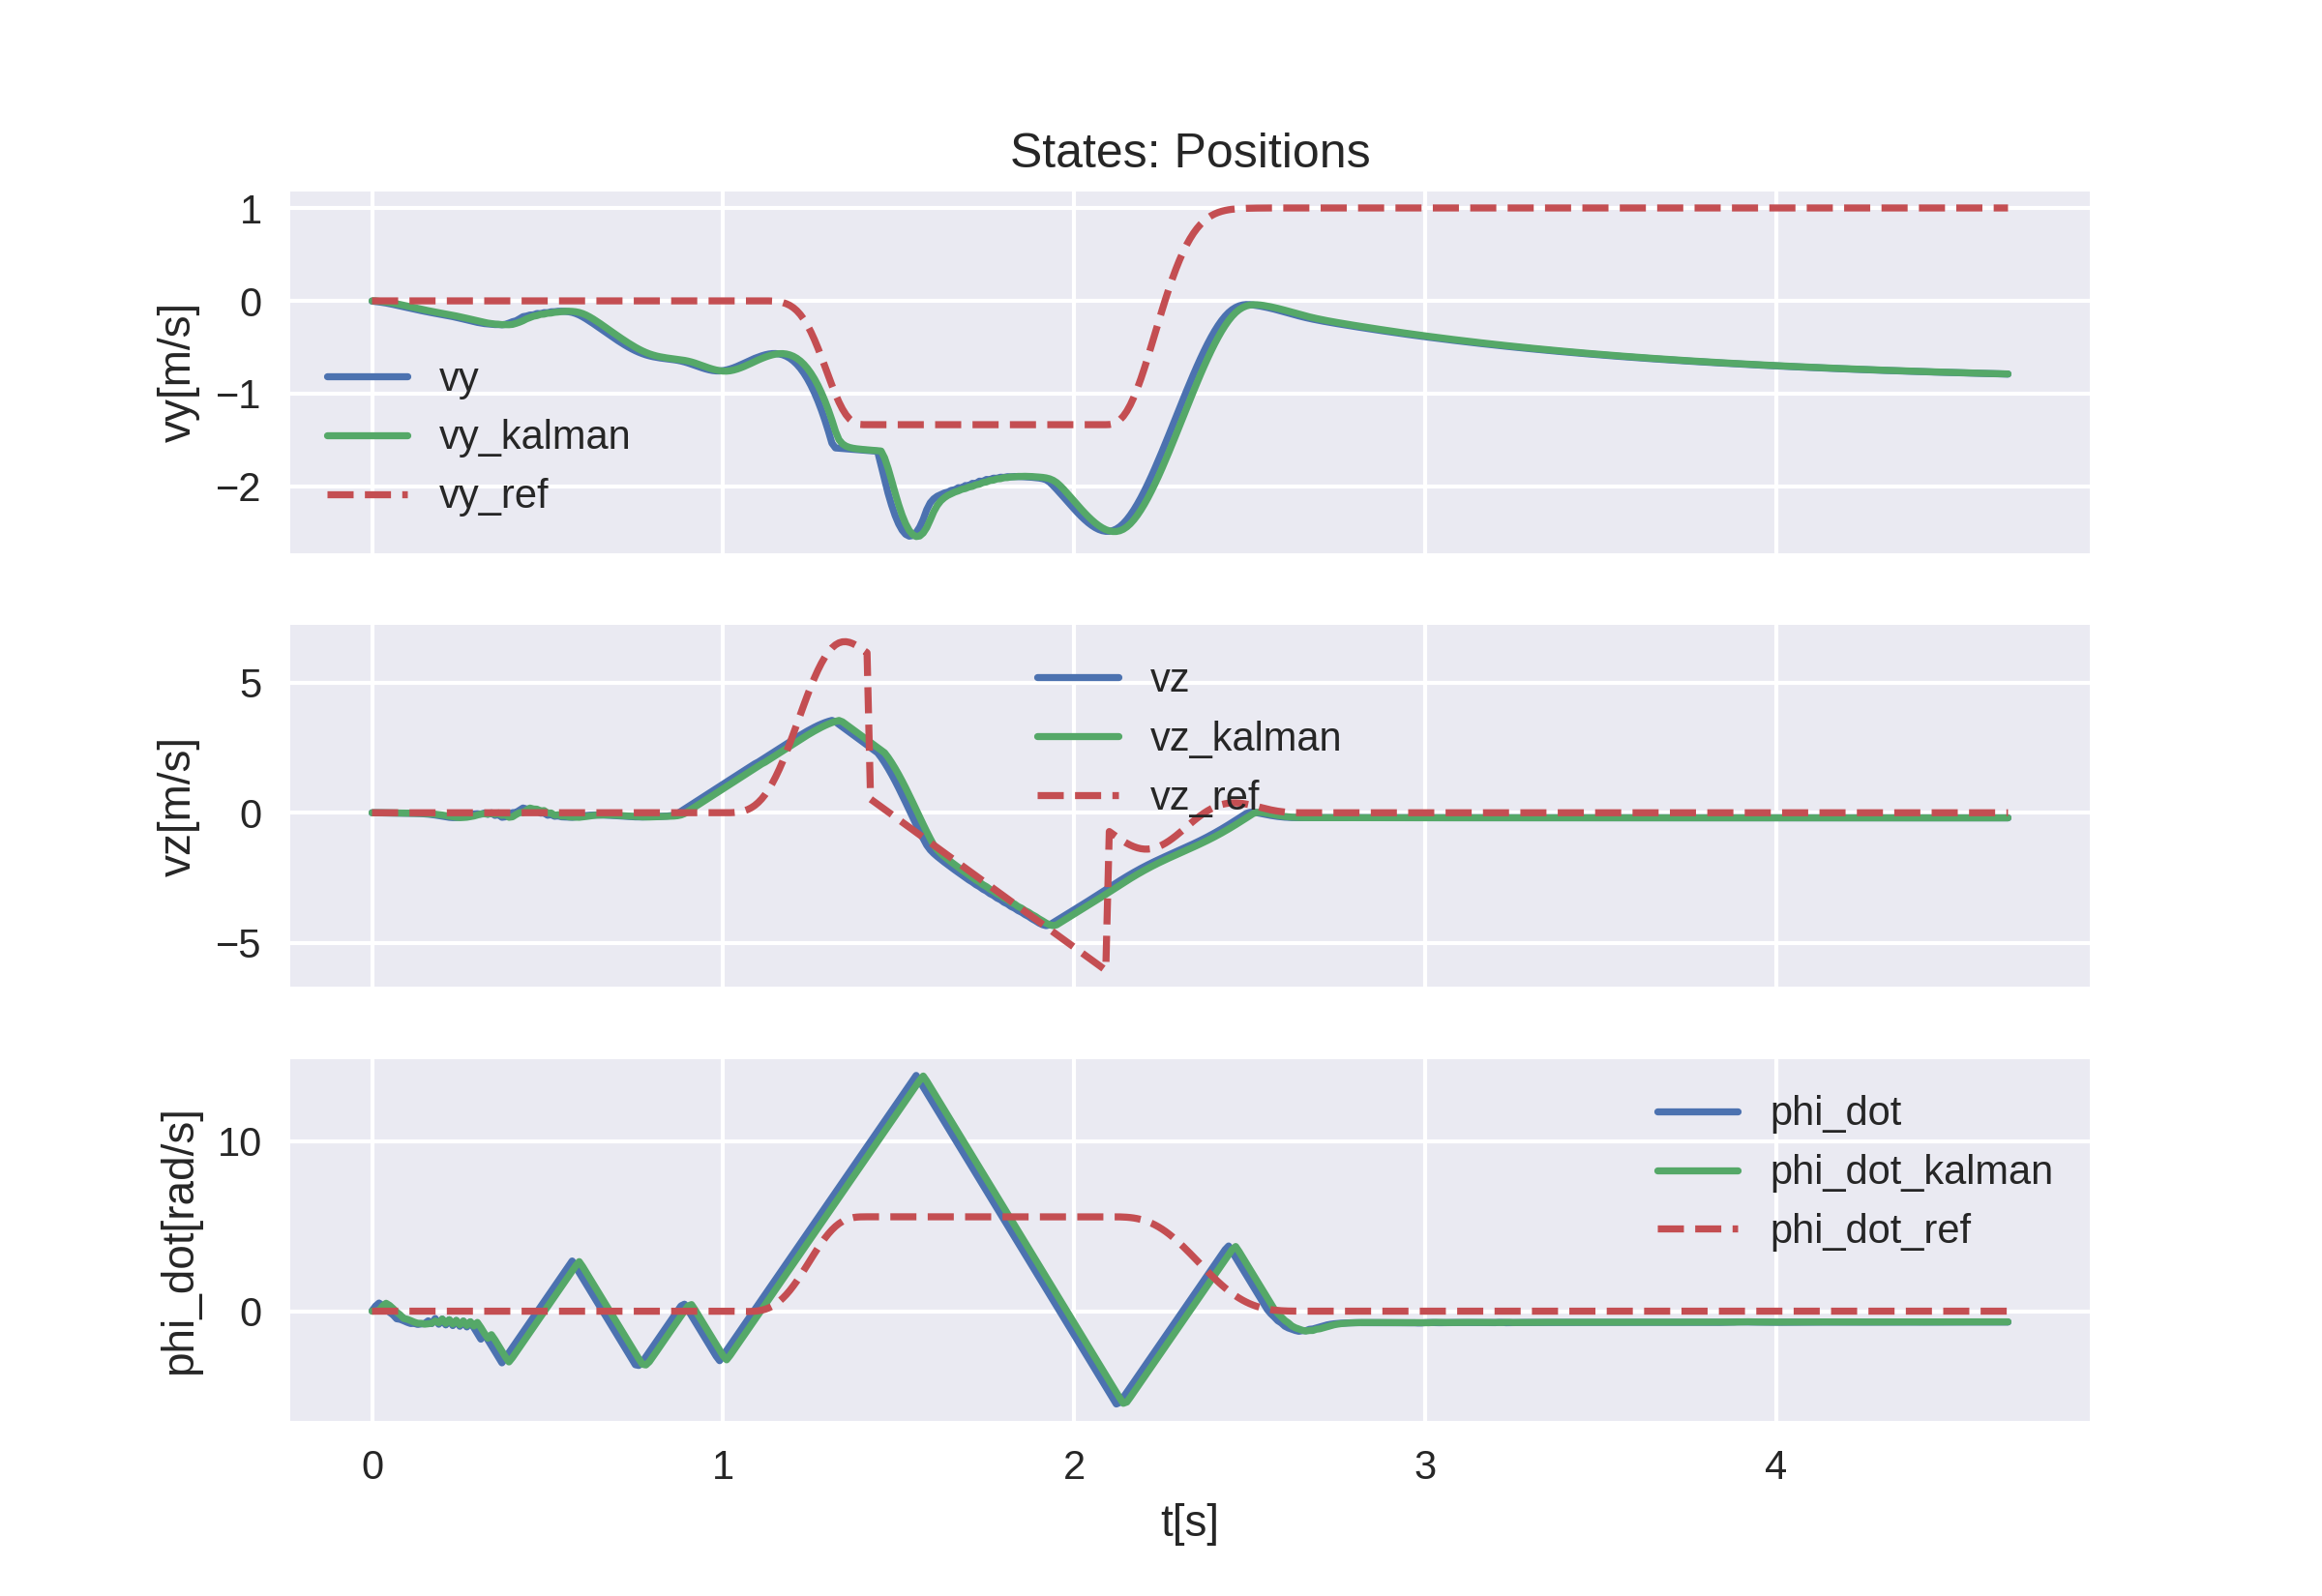 States: Positions
1
0
−1
−2
vy[m/s]
vy
vy_kalman
vy_ref
5
0
−5
vz[m/s]
vz
vz_kalman
vz_ref
10
0
phi_dot[rad/s]
phi_dot
phi_dot_kalman
phi_dot_ref
0 1 2 3 4
t[s]